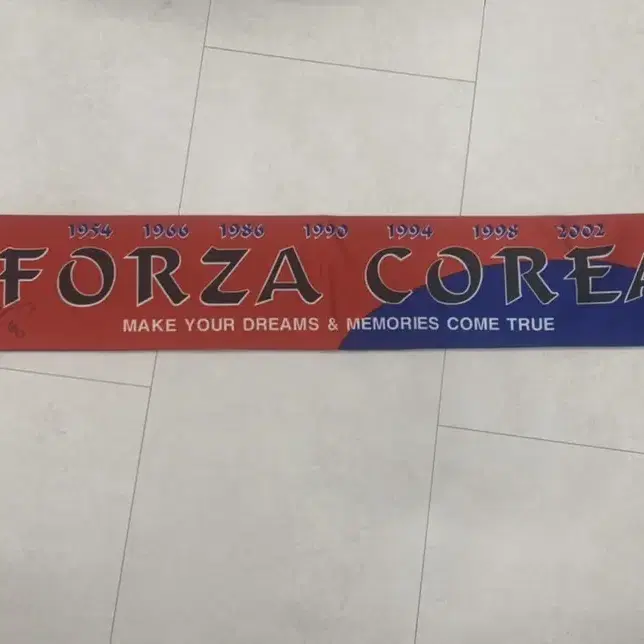 1954 1966 1986 1990 1994 1998 2002
FORZA COREA
MAKE YOUR DREAMS & MEMORIES COME TRUE